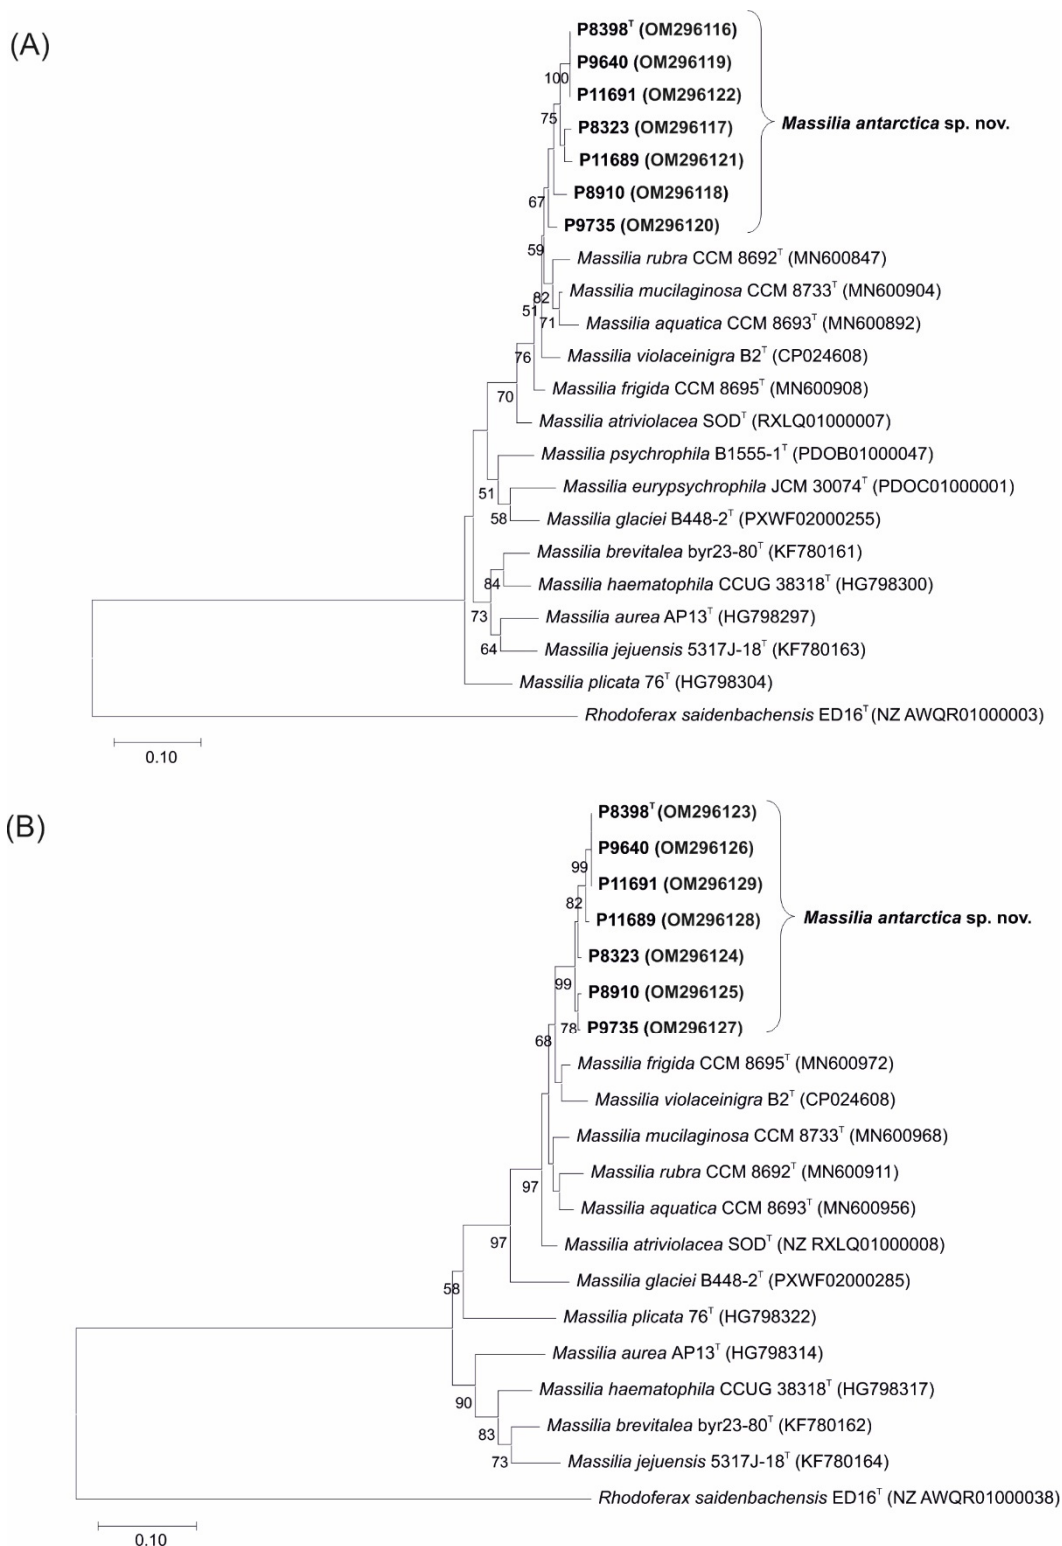 (A)
P8398T (OM296116)
P9640 (OM296119)
100
P11691 (OM296122)
75
P8323 (OM296117)
Massilia antarctica sp. nov.
P11689 (OM296121)
P8910 (OM296118)
67
P9735 (OM296120)
59
Massilia rubra CCM 8692T (MN600847)
82
Massilia mucilaginosa CCM 8733T (MN600904)
51
71
Massilia aquatica CCM 8693T (MN600892)
76
Massilia violaceinigra B2T (CP024608)
Massilia frigida CCM 8695T (MN600908)
70
Massilia atriviolacea SODT (RXLQ01000007)
Massilia psychrophila B1555-1T (PDOB01000047)
51
Massilia eurypsychrophila JCM 30074T (PDOC01000001)
58
Massilia glaciei B448-2T (PXWF02000255)
Massilia brevitalea byr23-80T (KF780161)
84
Massilia haematophila CCUG 38318T (HG798300)
73
Massilia aurea AP13T (HG798297)
64
Massilia jejuensis 5317J-18T (KF780163)
Massilia plicata 76T (HG798304)
Rhodoferax saidenbachensis ED16T (NZ AWQR01000003)
0.10
(B)
P8398T (OM296123)
P9640 (OM296126)
99
P11691 (OM296129)
82
P11689 (OM296128)
Massilia antarctica sp. nov.
P8323 (OM296124)
99
P8910 (OM296125)
78
P9735 (OM296127)
68
Massilia frigida CCM 8695T (MN600972)
Massilia violaceinigra B2T (CP024608)
Massilia mucilaginosa CCM 8733T (MN600968)
Massilia rubra CCM 8692T (MN600911)
97
Massilia aquatica CCM 8693T (MN600956)
97
Massilia atriviolacea SODT (NZ RXLQ01000008)
Massilia glaciei B448-2T (PXWF02000285)
58
Massilia plicata 76T (HG798322)
Massilia aurea AP13T (HG798314)
90
Massilia haematophila CCUG 38318T (HG798317)
83
Massilia brevitalea byr23-80T (KF780162)
73
Massilia jejuensis 5317J-18T (KF780164)
Rhodoferax saidenbachensis ED16T (NZ AWQR01000038)
0.10